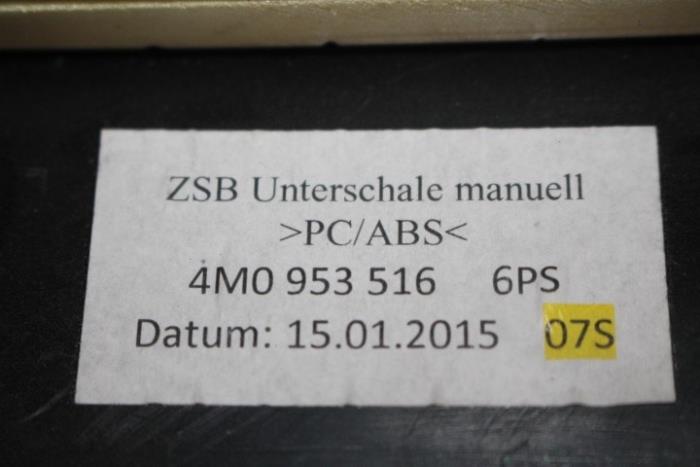 ZSB Unterschale manuell
>PC/ABS<
4M0 953 516 6PS
Datum: 15.01.2015 07S